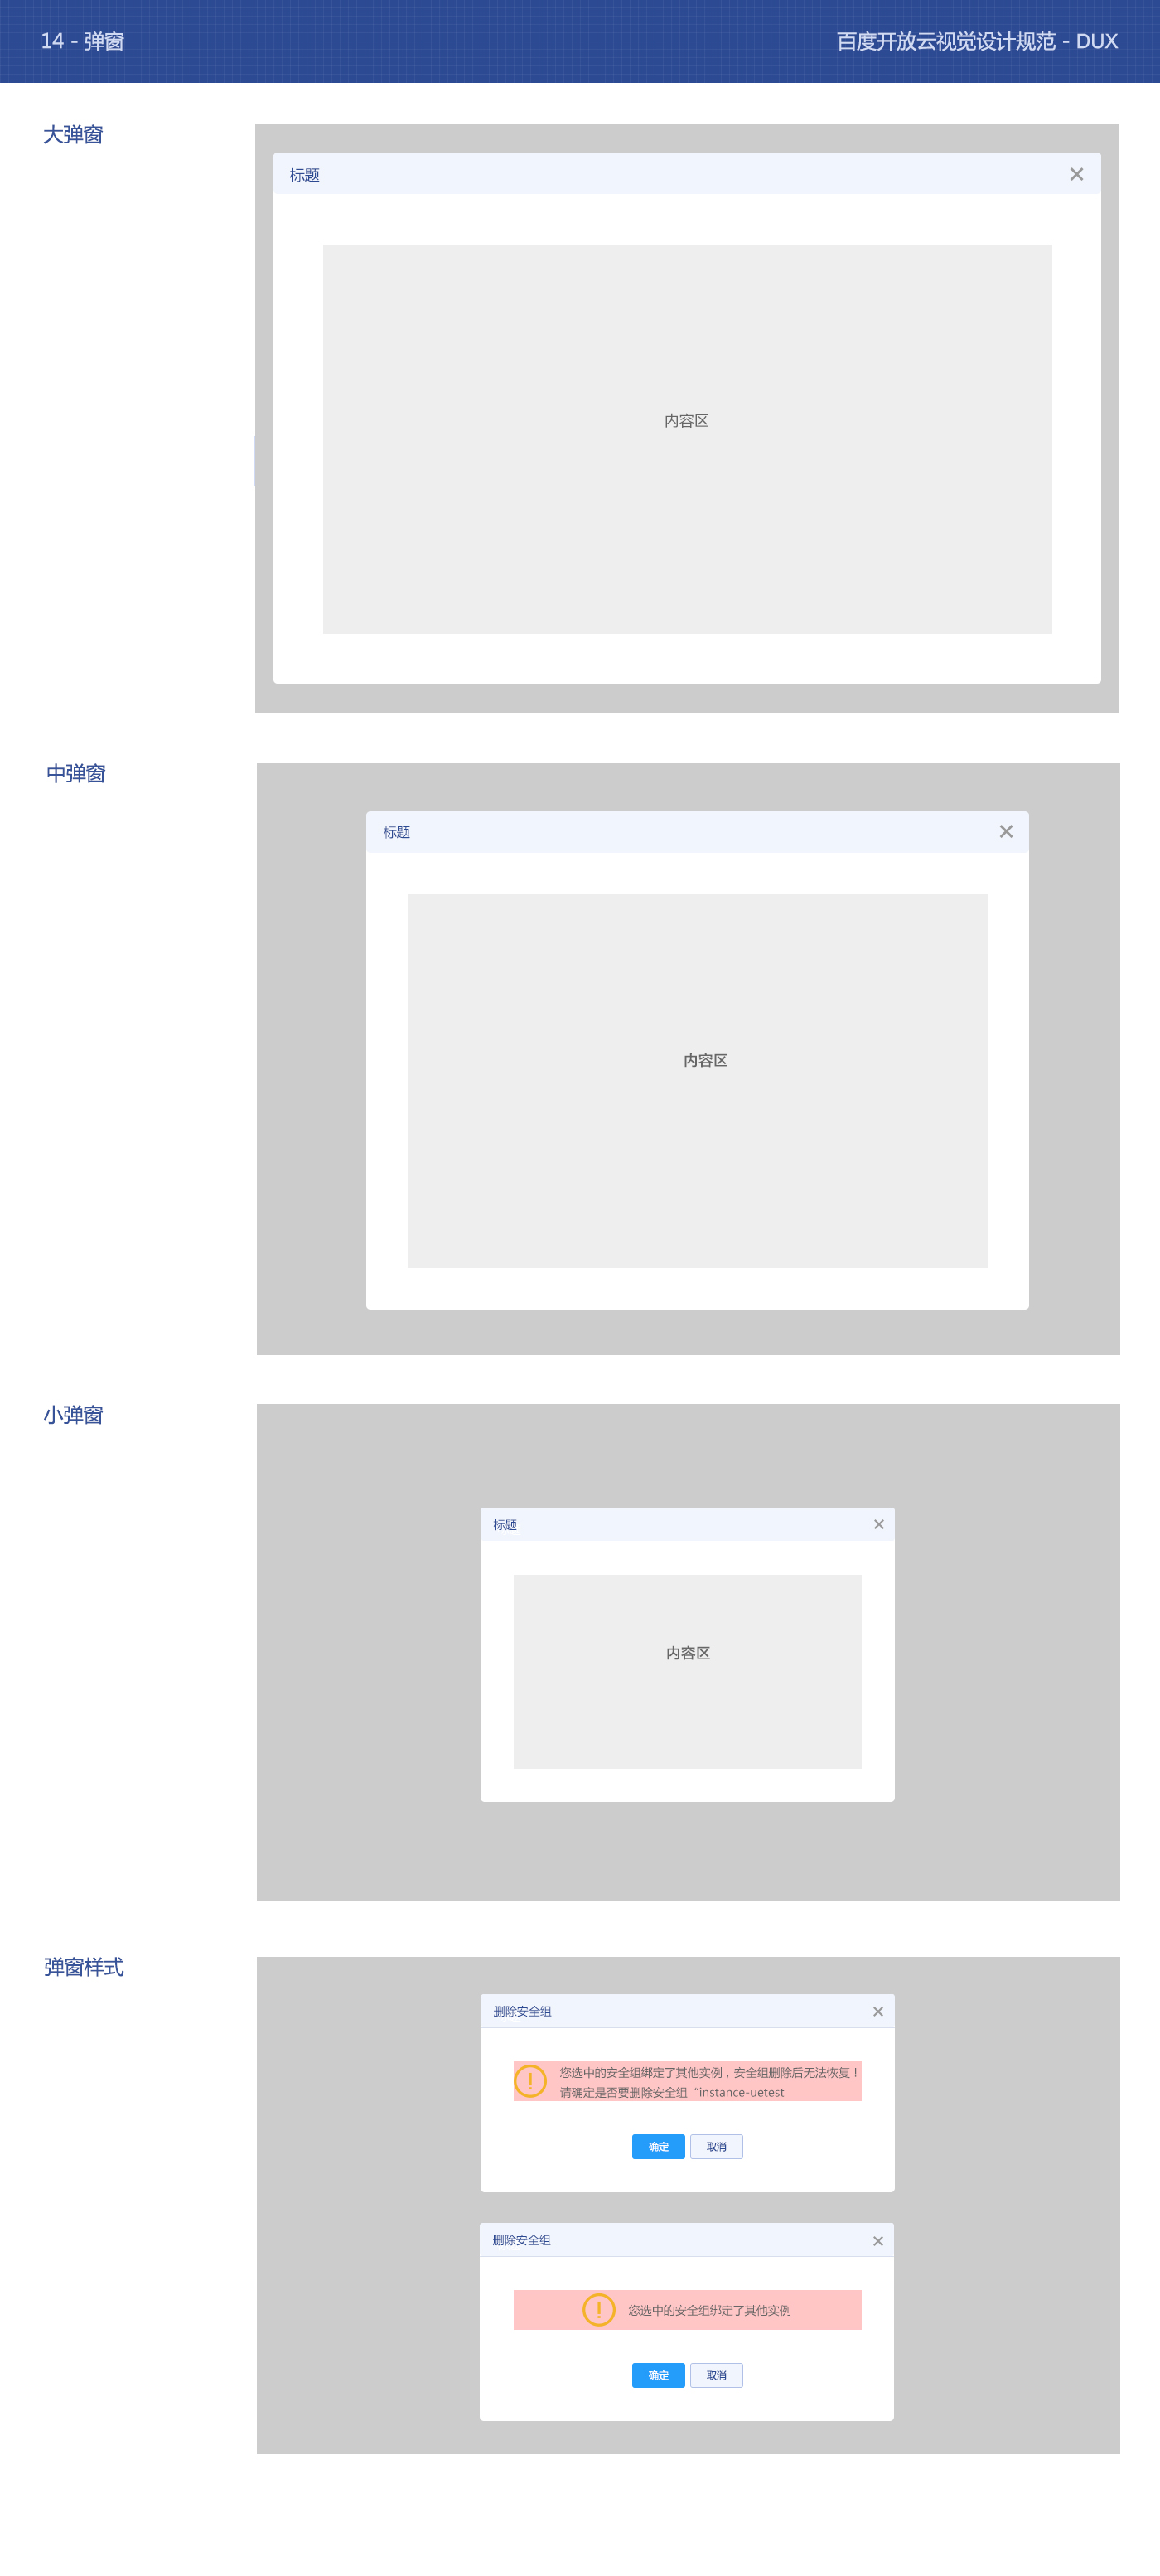 14 - 弹窗
百度开放云视觉设计规范 - DUX
大弹窗
标题
内容区
中弹窗
标题
内容区
小弹窗
标题
内容区
弹窗样式
删除安全组
您选中的安全组绑定了其他实例，安全组删除后无法恢复！
请确定是否要删除安全组“instance-uetest
确定
取消
删除安全组
您选中的安全组绑定了其他实例
确定
取消